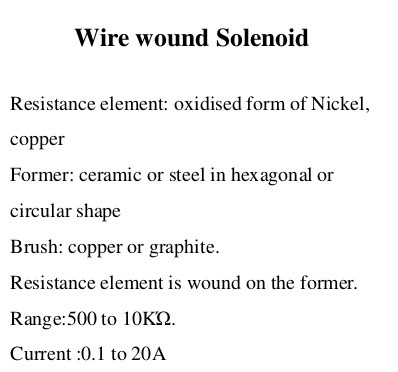 Wire wound Solenoid
Resistance element: oxidised form of Nickel,
copper
Former: ceramic or steel in hexagonal or
circular shape
Brush: copper or graphite.
Resistance element is wound on the former.
Range:500 to 10KΩ.
Current :0.1 to 20A